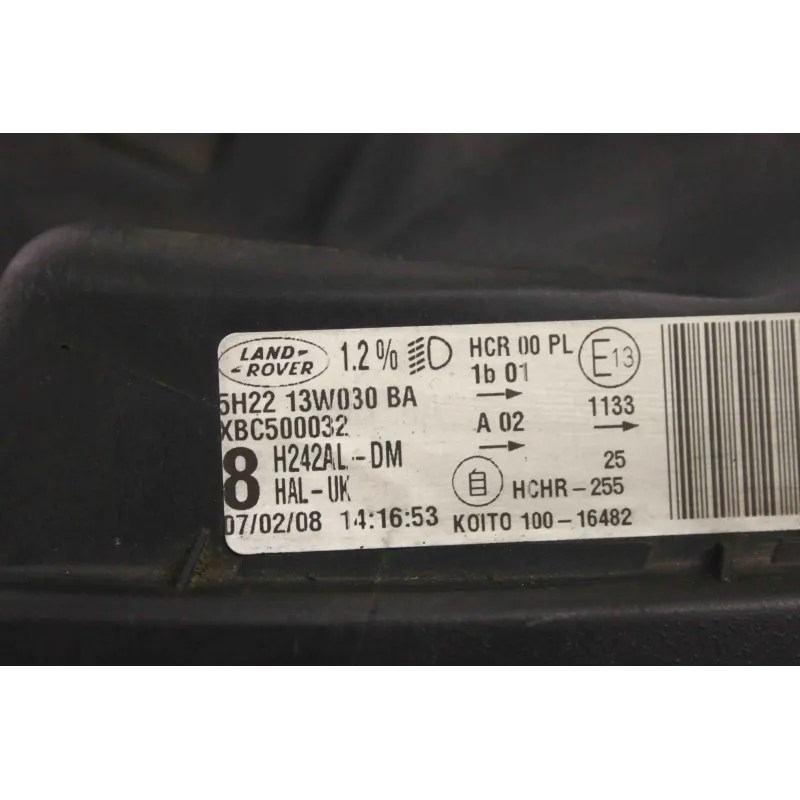 LAND-
-ROVER
1.2%
HCR 00 PL
1b 01
E13
5H22 13W030 BA
XBC500032
A 02
1133
8
H242AL-DM
HAL-UK
25
HCHR-255
07/02/08 14:16:53
KOITO 100-16482